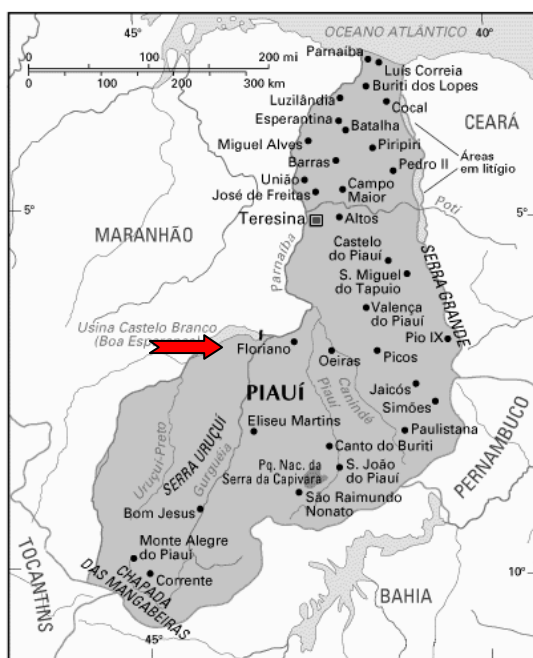 45°
40°
OCEANO ATLÂNTICO
0
100
200 mi
0
100
200
300 km
Parnaíba
Luís Correia
Buriti dos Lopes
Luzilândia
Cocal
CEARÁ
Esperantina
Batalha
Miguel Alves
Piripiri
Áreas
em litígio
Barras
Pedro II
União
Campo
Maior
José de Freitas
5°
Poti
5°
Teresina
Altos
MARANHÃO
Parnaíba
Castelo
do Piauí
SERRA GRANDE
S. Miguel
do Tapuio
Valença
do Piauí
Usina Castelo Branco
(Boa Esperança)
Pio IX
Floriano
Oeiras
Picos
PIAUÍ
Piauí
Canindé
Jaicós
Simões
Eliseu Martins
Paulistana
PERNAMBUCO
Uruçuí-Preto
SERRA URUÇUÍ
Gurguéia
Canto do Buriti
Pq. Nac. da
Serra da Capivara
S. João
do Piauí
São Raimundo
Nonato
Bom Jesus
Monte Alegre
do Piauí
Corrente
CHAPADA
DAS MANGABEIRAS
TOCANTINS
10°
BAHIA
45°